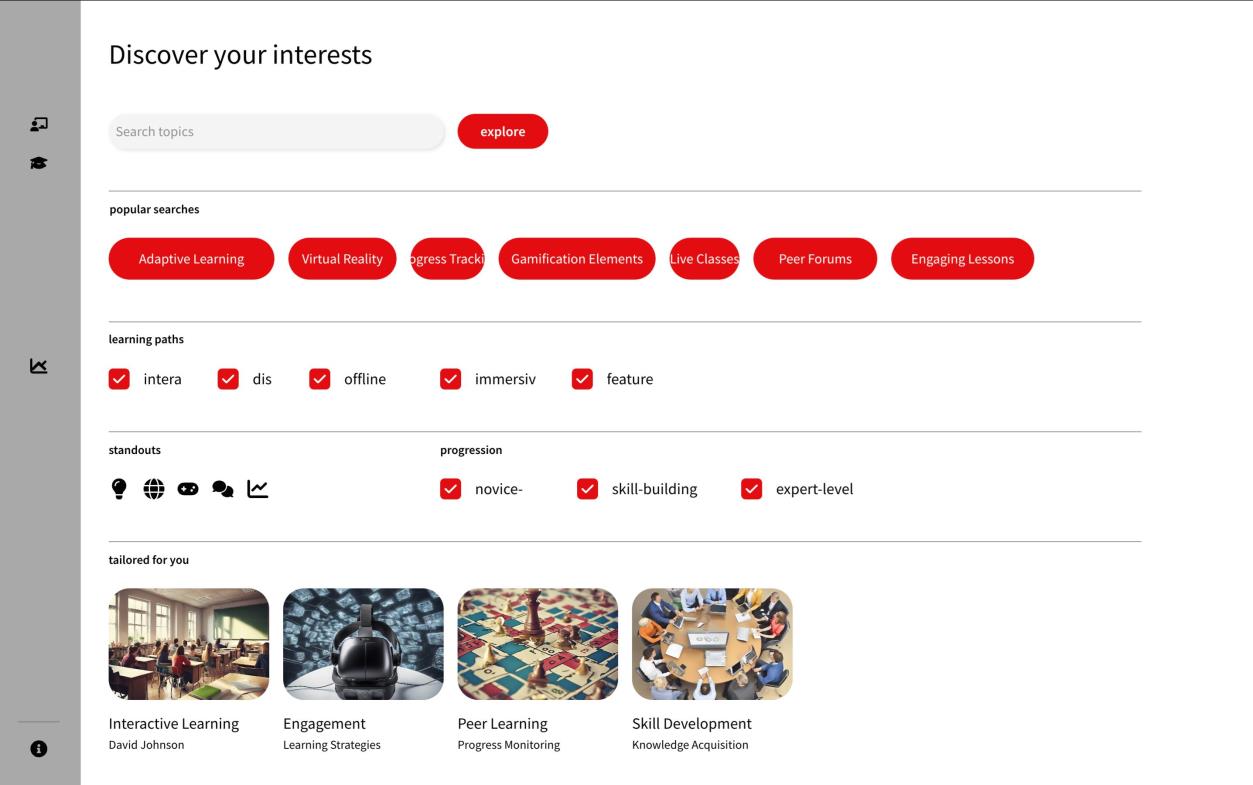 Discover your interests
Search topics
explore
popular searches
Adaptive Learning
Virtual Reality
ogress Tracki
Gamification Elements
Live Classes
Peer Forums
Engaging Lessons
learning paths
intera
dis
offline
immersiv
feature
standouts
progression
novice-
skill-building
expert-level
tailored for you
Interactive Learning
David Johnson
Engagement
Learning Strategies
Peer Learning
Progress Monitoring
Skill Development
Knowledge Acquisition